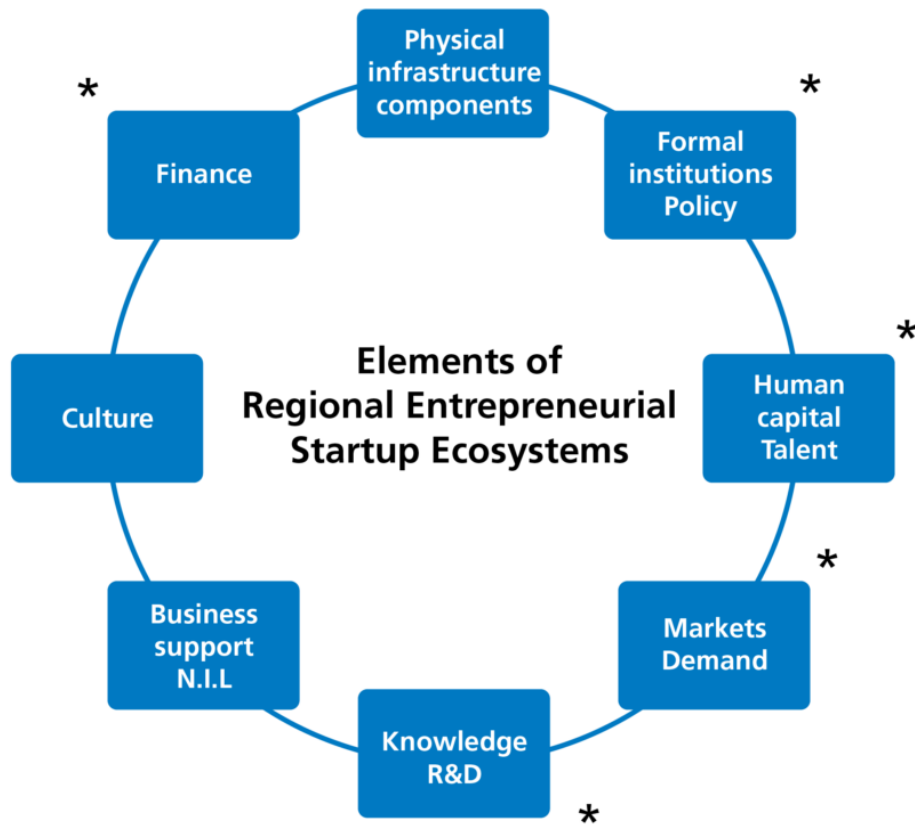 Physical
infrastructure
components
*
Formal
institutions
Policy
*
Human
capital
Talent
*
Markets
Demand
*
Knowledge
R&D
*
Business
support
N.I.L
Culture
Finance
*
Elements of
Regional Entrepreneurial
Startup Ecosystems